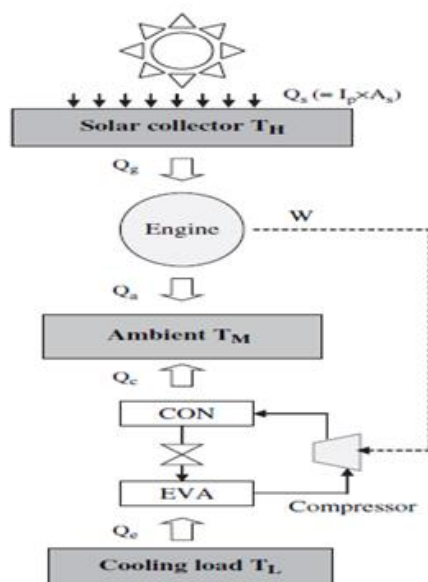 Qs (= Ip×As)
Solar collector TH
Qg
Engine
W
Qa
Ambient TM
Qc
CON
EVA
Compressor
Qe
Cooling load TL